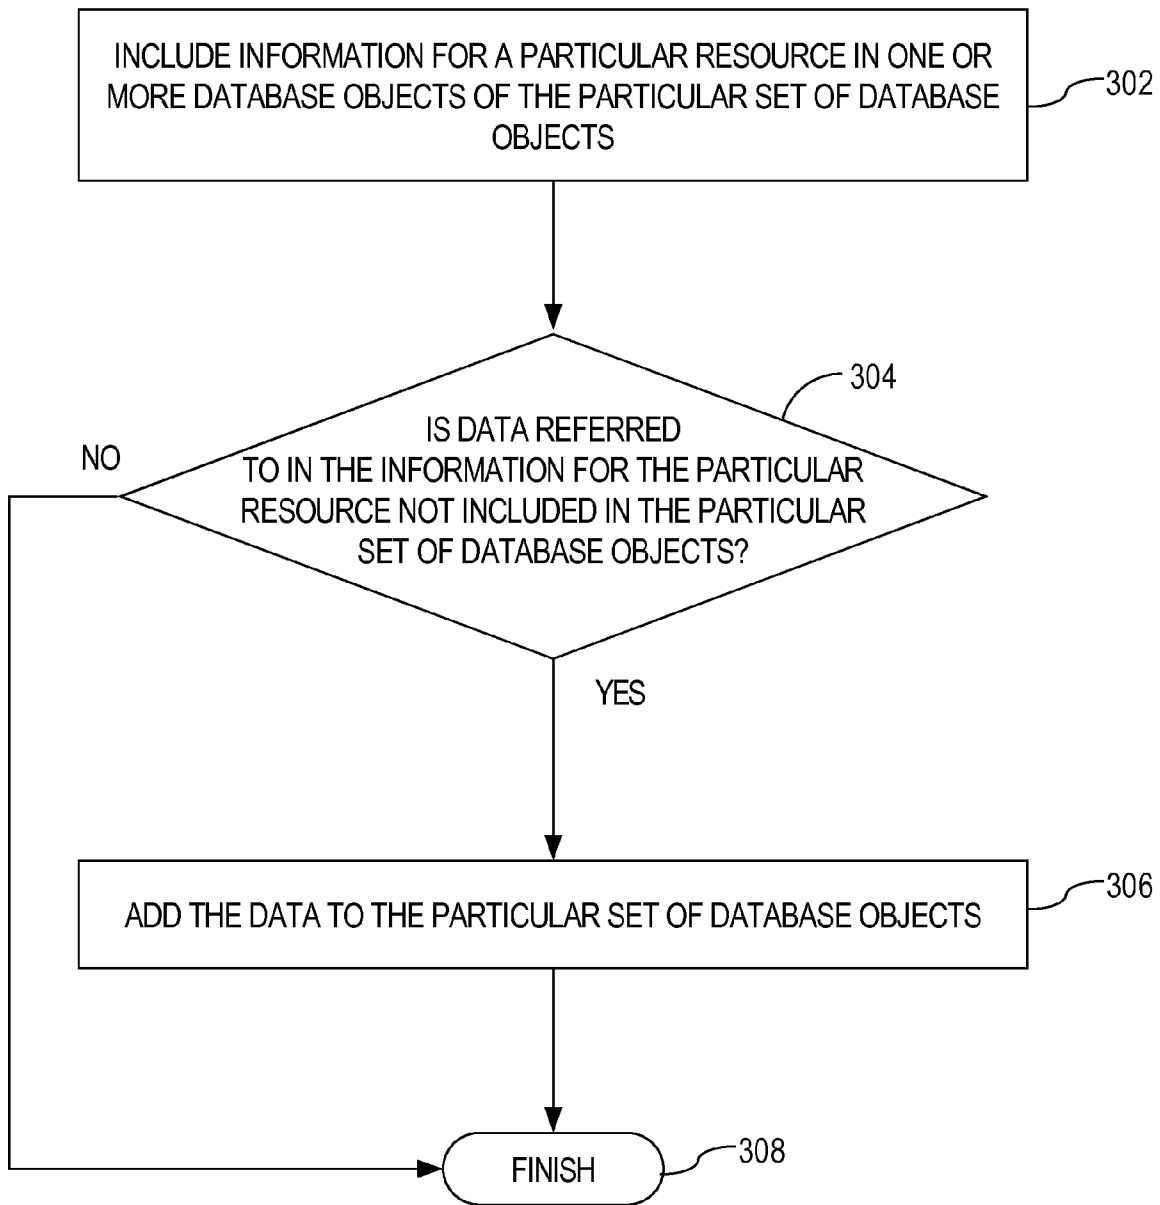 INCLUDE INFORMATION FOR A PARTICULAR RESOURCE IN ONE OR
MORE DATABASE OBJECTS OF THE PARTICULAR SET OF DATABASE
OBJECTS
302
304
IS DATA REFERRED
TO IN THE INFORMATION FOR THE PARTICULAR
RESOURCE NOT INCLUDED IN THE PARTICULAR
SET OF DATABASE OBJECTS?
NO
YES
306
ADD THE DATA TO THE PARTICULAR SET OF DATABASE OBJECTS
308
FINISH